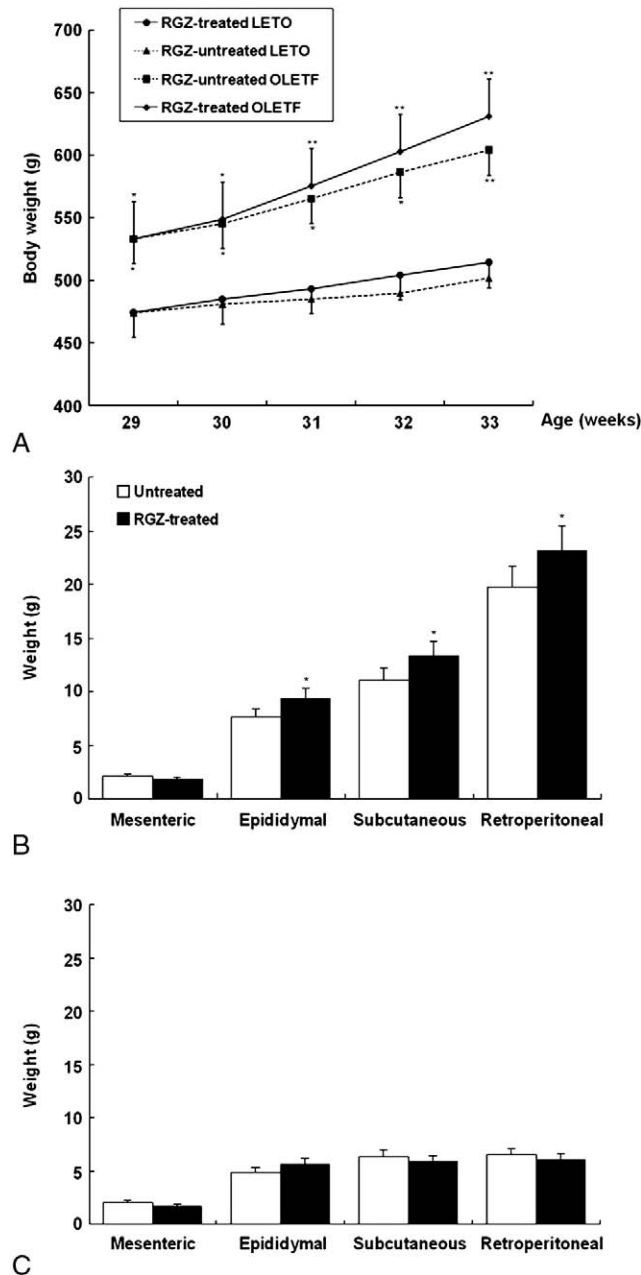 700
RGZ-treated LETO
RGZ-untreated LETO
RGZ-untreated OLETF
RGZ-treated OLETF
650
600
550
500
450
400
Body weight (g)
** 
**
**
*
*
*
*
*
*
**
29 30 31 32 33 Age (weeks)
A
30
25
20
15
10
5
0
Weight (g)
Untreated
RGZ-treated
*
*
*
Mesenteric Epididymal Subcutaneous Retroperitoneal
B
30
25
20
15
10
5
0
Weight (g)
Mesenteric Epididymal Subcutaneous Retroperitoneal
C